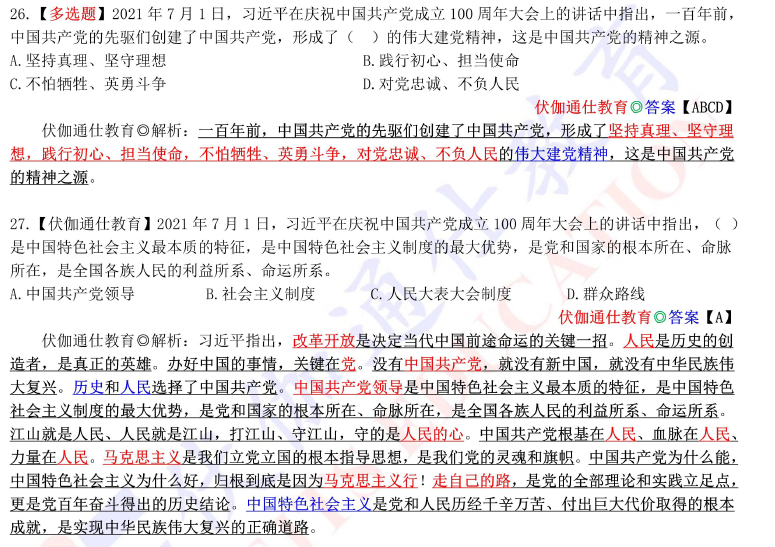 26.【多选题】2021 年 7 月 1 日，习近平在庆祝中国共产党成立 100 周年大会上的讲话中指出，一百年前，
中国共产党的先驱们创建了中国共产党，形成了（ ）的伟大建党精神，这是中国共产党的精神之源。
A.坚持真理、坚守理想 B.践行初心、担当使命
C.不怕牺牲、英勇斗争 D.对党忠诚、不负人民
伏伽通仕教育◎答案【ABCD】
伏伽通仕教育◎解析：一百年前，中国共产党的先驱们创建了中国共产党，形成了坚持真理、坚守理
想，践行初心、担当使命，不怕牺牲、英勇斗争，对党忠诚、不负人民的伟大建党精神，这是中国共产党
的精神之源。
27.【伏伽通仕教育】2021 年 7 月 1 日，习近平在庆祝中国共产党成立 100 周年大会上的讲话中指出，（ ）
是中国特色社会主义最本质的特征，是中国特色社会主义制度的最大优势，是党和国家的根本所在、命脉
所在，是全国各族人民的利益所系、命运所系。
A.中国共产党领导 B.社会主义制度 C.人民大表大会制度 D.群众路线
伏伽通仕教育◎答案【A】
伏伽通仕教育◎解析：习近平指出，改革开放是决定当代中国前途命运的关键一招。人民是历史的创
造者，是真正的英雄。办好中国的事情，关键在党。没有中国共产党，就没有新中国，就没有中华民族伟
大复兴。历史和人民选择了中国共产党。中国共产党领导是中国特色社会主义最本质的特征，是中国特色
社会主义制度的最大优势，是党和国家的根本所在、命脉所在，是全国各族人民的利益所系、命运所系。
江山就是人民、人民就是江山，打江山、守江山，守的是人民的心。中国共产党根基在人民、血脉在人民、
力量在人民。马克思主义是我们立党立国的根本指导思想，是我们党的灵魂和旗帜。中国共产党为什么能，
中国特色社会主义为什么好，归根到底是因为马克思主义行！走自己的路，是党的全部理论和实践立足点，
更是党百年奋斗得出的历史结论。中国特色社会主义是党和人民历经千辛万苦、付出巨大代价取得的根本
成就，是实现中华民族伟大复兴的正确道路。